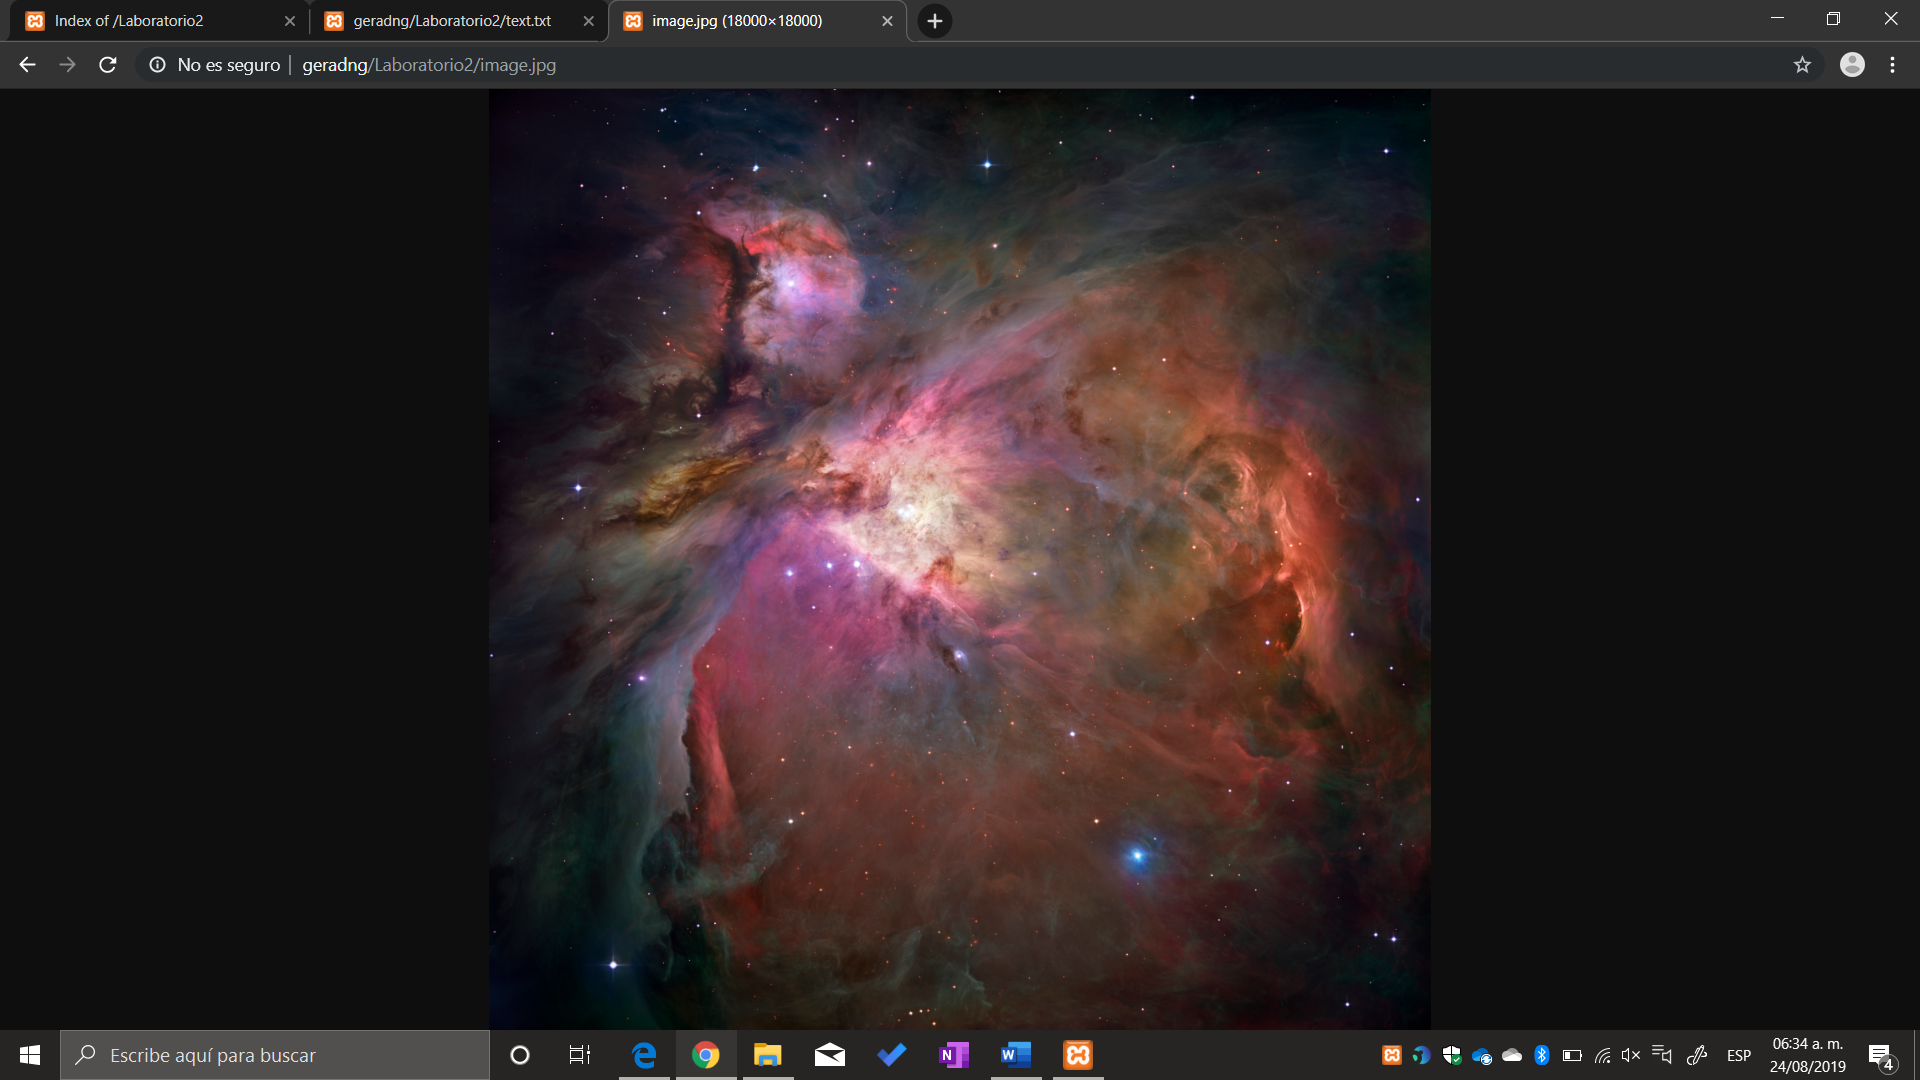 Index of /Laboratorio2
geradng/Laboratorio2/text.txt
image.jpg (18000×18000)
No es seguro
geradng/Laboratorio2/image.jpg
Escribe aquí para buscar
ESP
06:34 a. m.
24/08/2019
4